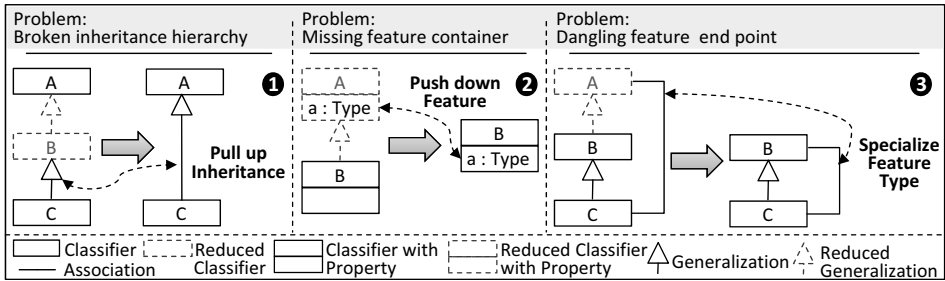 Problem:
Broken inheritance hierarchy
A
A
B
C
C
Pull up
Inheritance
1
Problem:
Missing feature container
A
a : Type
B
Push down
Feature
B
a : Type
2
Problem:
Dangling feature end point
A
B
C
B
C
Specialize
Feature
Type
3
Classifier
Association
Reduced
Classifier
Classifier with
Property
Reduced Classifier
with Property
Generalization
Reduced
Generalization